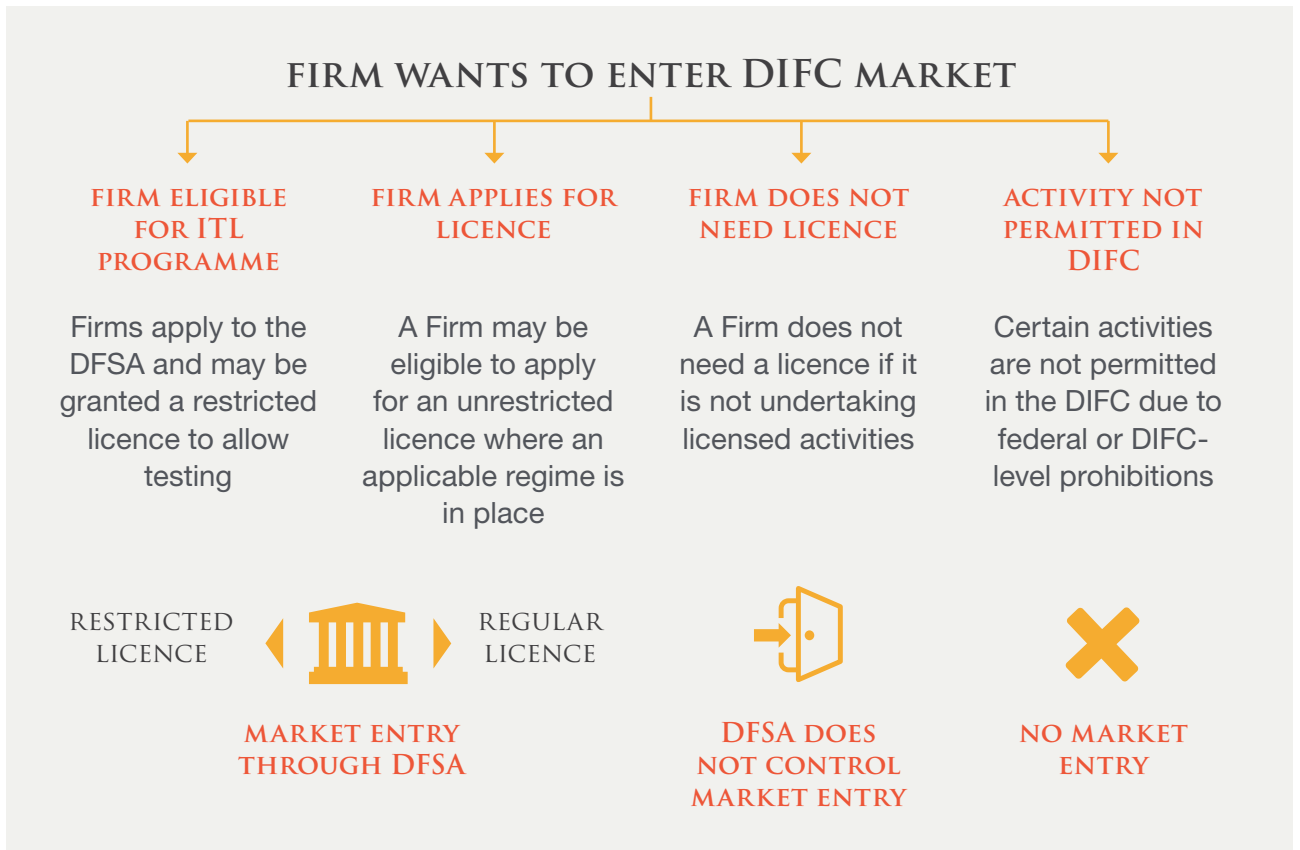 FIRM WANTS TO ENTER DIFC MARKET
FIRM ELIGIBLE
FOR ITL
PROGRAMME
Firms apply to the
DFSA and may be
granted a restricted
licence to allow
testing
FIRM APPLIES FOR
LICENCE
A Firm may be
eligible to apply
for an unrestricted
licence where an
applicable regime is
in place
FIRM DOES NOT
NEED LICENCE
A Firm does not
need a licence if it
is not undertaking
licensed activities
ACTIVITY NOT
PERMITTED IN
DIFC
Certain activities
are not permitted
in the DIFC due to
federal or DIFC-
level prohibitions
RESTRICTED
LICENCE
REGULAR
LICENCE
MARKET ENTRY
THROUGH DFSA
DFSA DOES
NOT CONTROL
MARKET ENTRY
NO MARKET
ENTRY